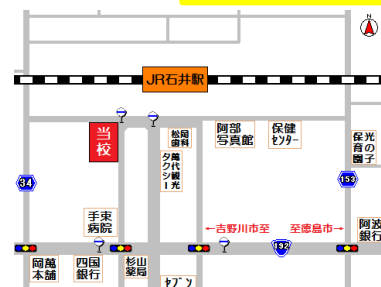 N
JR石井駅
当校
松岡
歯科
阿部
写真館
保健
ｾﾝﾀｰ
光の子
保育園
萬代観光
タクシー
34
153
手束
病院
←吉野川市至
至徳島市→
192
阿波
銀行
岡萬
本舗
四国
銀行
杉山
薬局
ｾﾌﾞﾝ